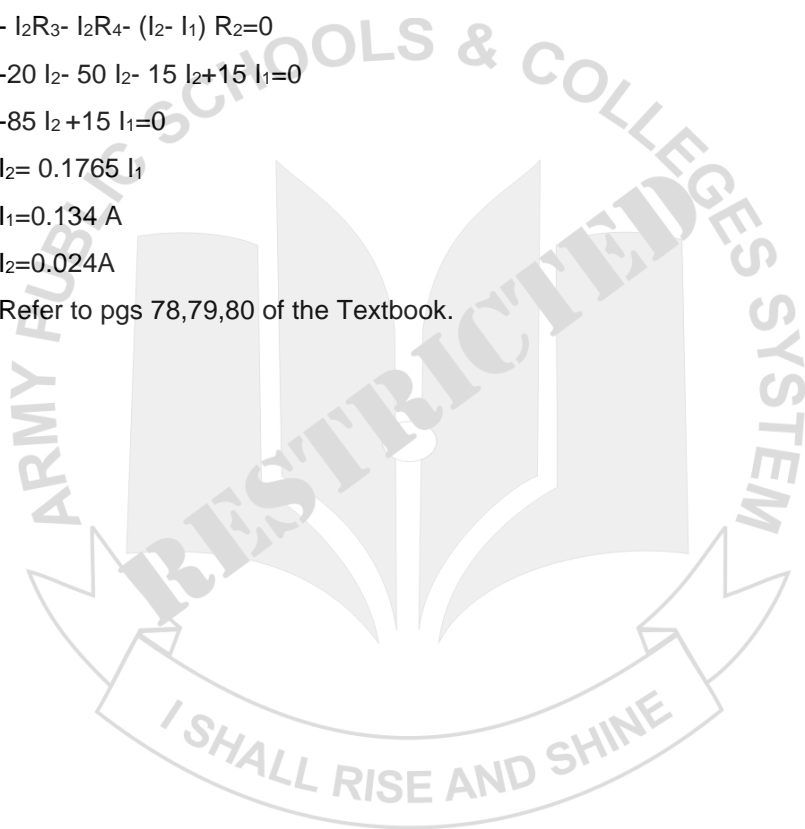 - I₂R₃- I₂R₄- (I₂- I₁) R₂=0
-20 I₂- 50 I₂- 15 I₂+15 I₁=0
-85 I₂ +15 I₁=0
I₂= 0.1765 I₁
I₁=0.134 A
I₂=0.024A
Refer to pgs 78,79,80 of the Textbook.
ARMY PUBLIC SCHOOLS & COLLEGES SYSTEM
RESTRICTED
I SHALL RISE AND SHINE